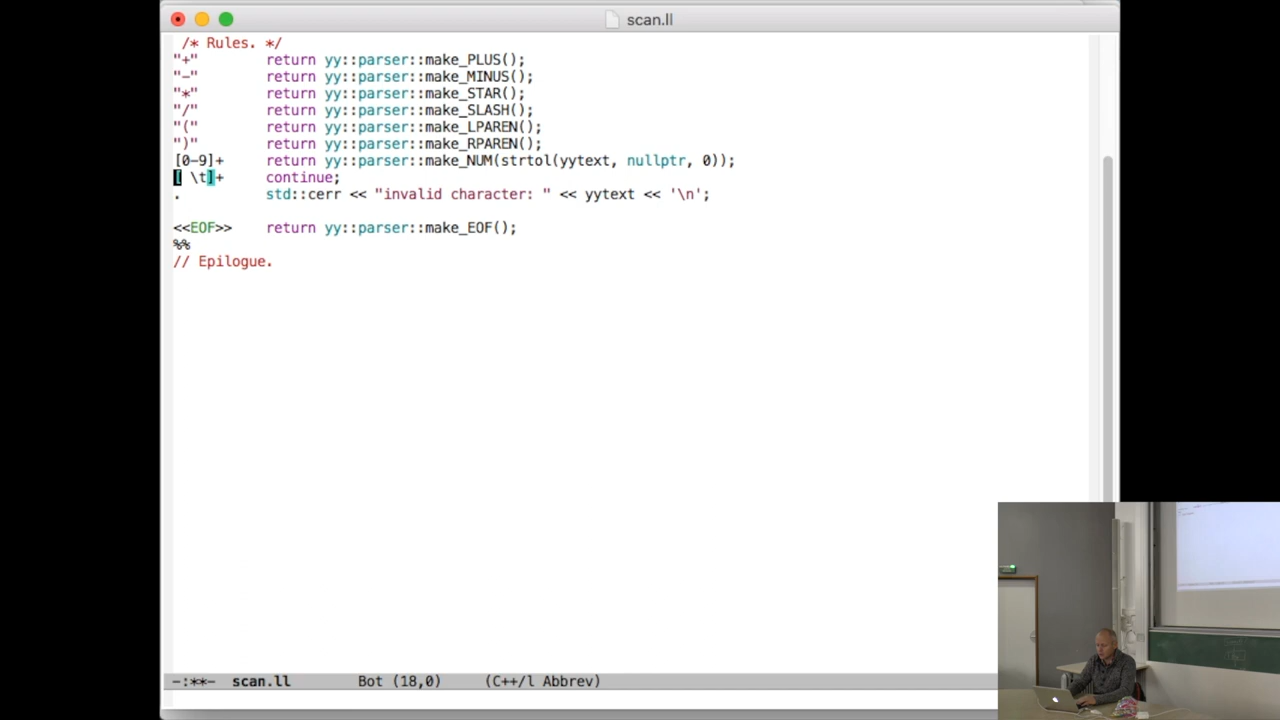 scan.ll
/* Rules. */
"+" return yy::parser::make_PLUS();
"-" return yy::parser::make_MINUS();
"*" return yy::parser::make_STAR();
"/" return yy::parser::make_SLASH();
"(" return yy::parser::make_LPAREN();
")" return yy::parser::make_RPAREN();
[0-9]+ return yy::parser::make_NUM(strtol(yytext, nullptr, 0));
[ \t]+ continue;
. std::cerr << "invalid character: " << yytext << '\n';
<<EOF>> return yy::parser::make_EOF();
%%
// Epilogue.
-:**- scan.ll Bot (18,0) (C++/l Abbrev)